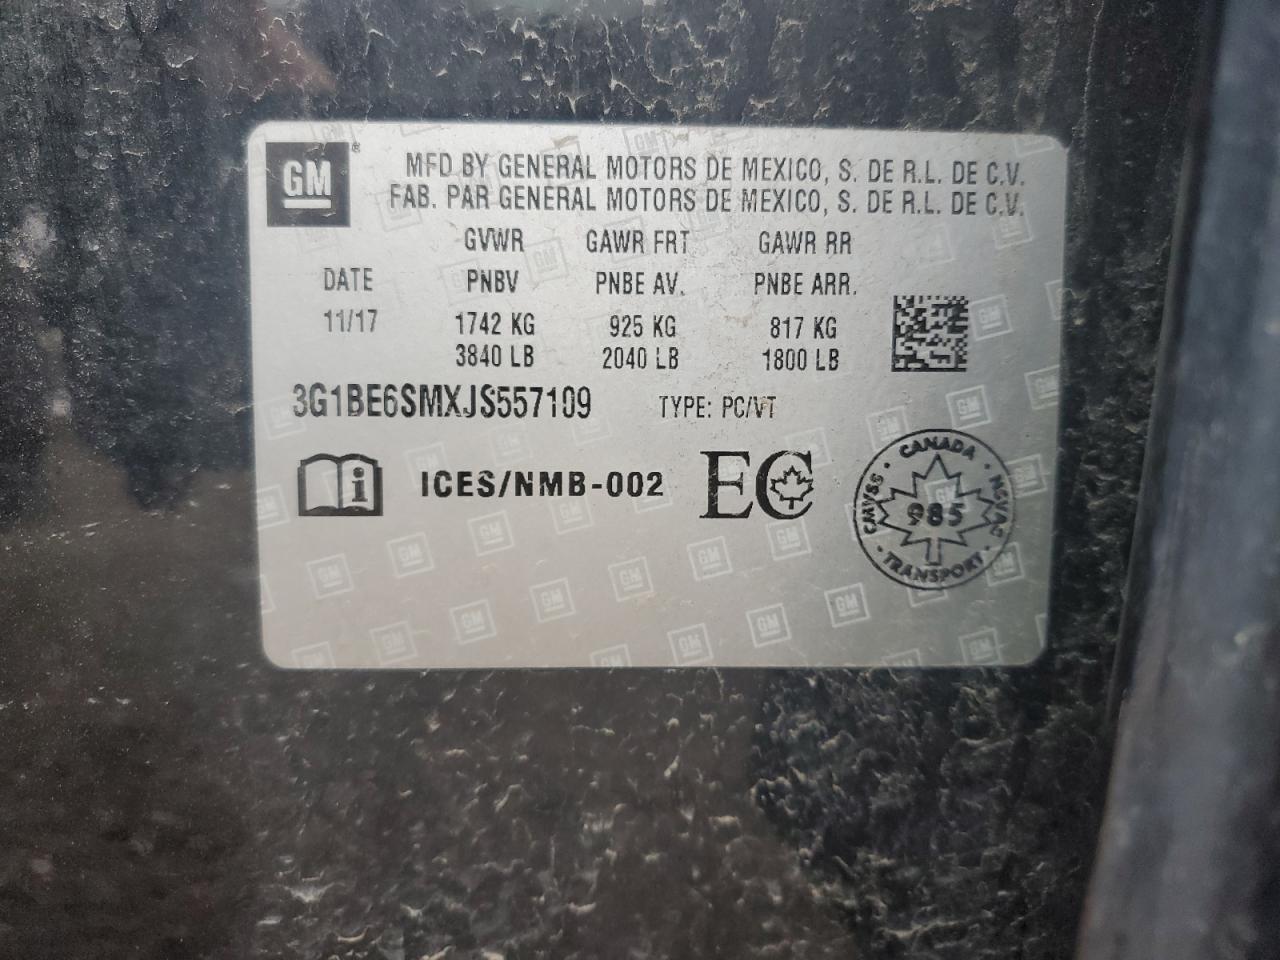 GM
MFD BY GENERAL MOTORS DE MEXICO, S. DE R.L. DE C.V.
FAB. PAR GENERAL MOTORS DE MEXICO, S. DE R.L. DE C.V.
GVWR GAWR FRT GAWR RR
DATE PNBV PNBE AV. PNBE ARR.
11/17 1742 KG 925 KG 817 KG
3840 LB 2040 LB 1800 LB
3G1BE6SMXJS557109 TYPE: PC/VT
i ICES/NMB-002 EC
CANADA
CMVSS 985 NSVAC
TRANSPORT